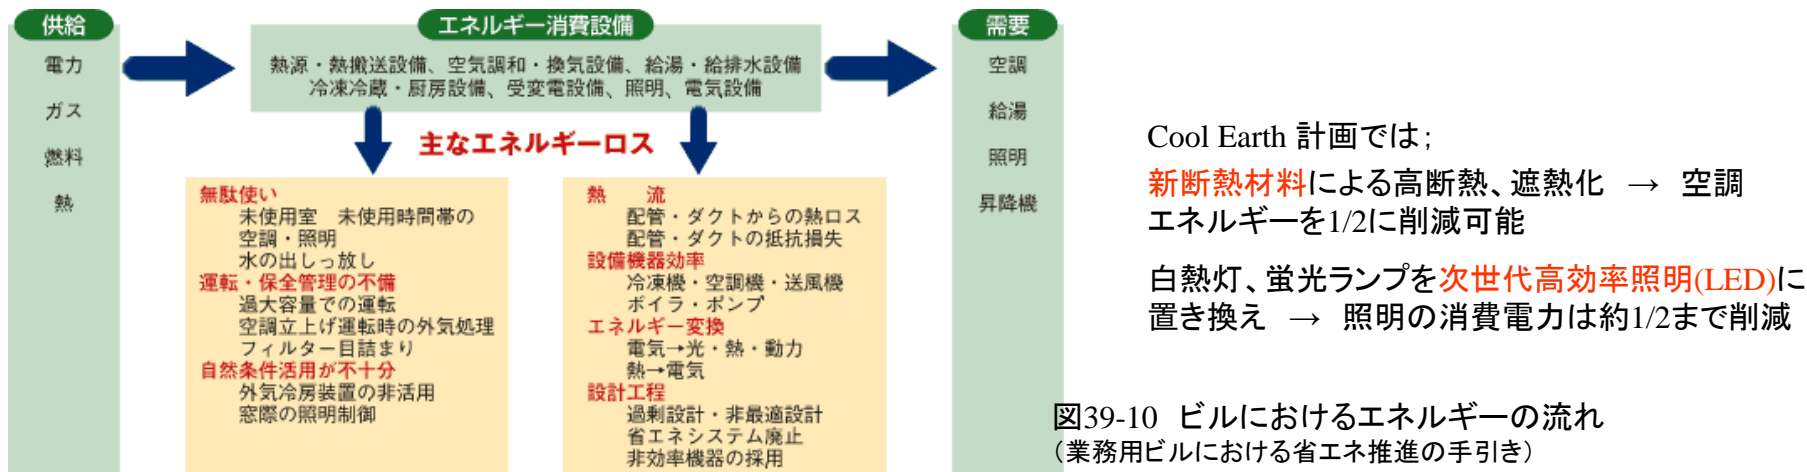 供給
電力
ガス
燃料
熱
エネルギー消費設備
熱源・熱搬送設備、空気調和・換気設備、給湯・給排水設備
冷凍冷蔵・厨房設備、受変電設備、照明、電気設備
主なエネルギーロス
無駄使い
未使用室　未使用時間帯の
空調・照明
水の出しっ放し
運転・保全管理の不備
過大容量での運転
空調立上げ運転時の外気処理
フィルター目詰まり
自然条件活用が不十分
外気冷房装置の非活用
窓際の照明制御
熱　　流
配管・ダクトからの熱ロス
配管・ダクトの抵抗損失
設備機器効率
冷凍機・空調機・送風機
ボイラ・ポンプ
エネルギー変換
電気→光・熱・動力
熱→電気
設計工程
過剰設計・非最適設計
省エネシステム廃止
非効率機器の採用
需要
空調
給湯
照明
昇降機
Cool Earth 計画では;
新断熱材料による高断熱、遮熱化　→　空調
エネルギーを1/2に削減可能
白熱灯、蛍光ランプを次世代高効率照明(LED)に
置き換え　→　照明の消費電力は約1/2まで削減
図39-10 ビルにおけるエネルギーの流れ
（業務用ビルにおける省エネ推進の手引き）